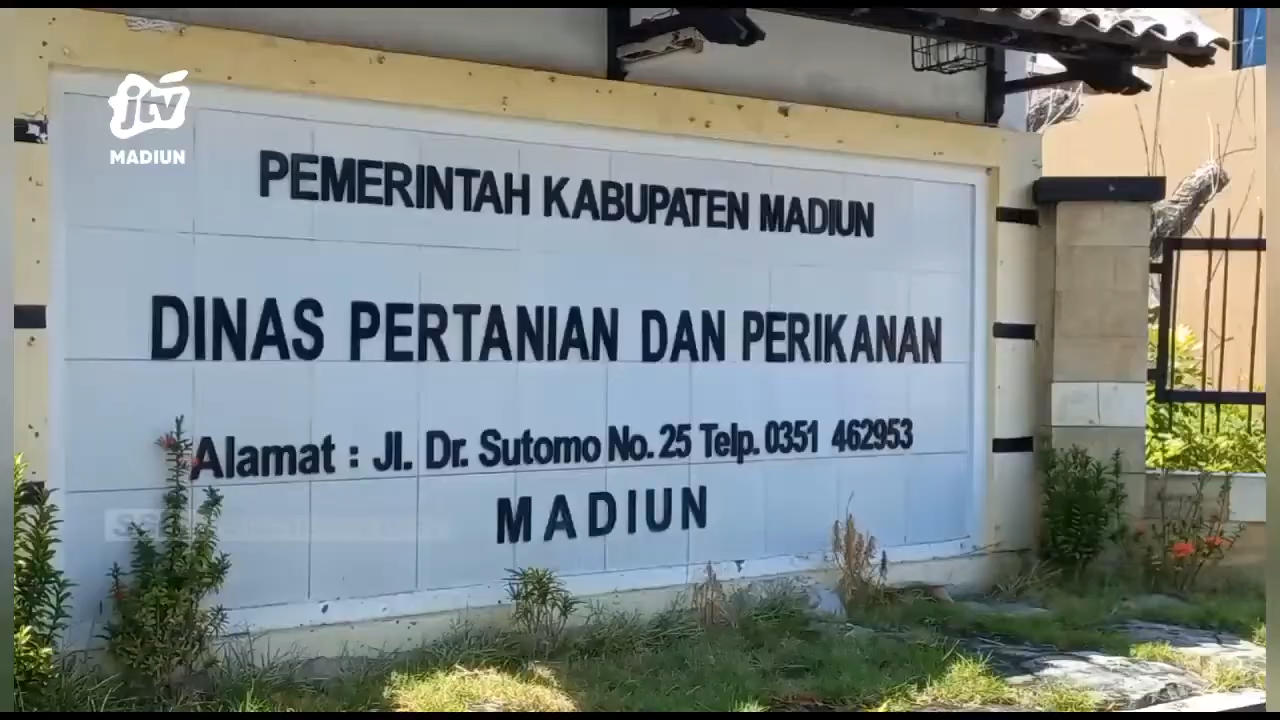 jtv
MADIUN
PEMERINTAH KABUPATEN MADIUN
DINAS PERTANIAN DAN PERIKANAN
Alamat : Jl. Dr. Sutomo No. 25 Telp. 0351 462953
MADIUN